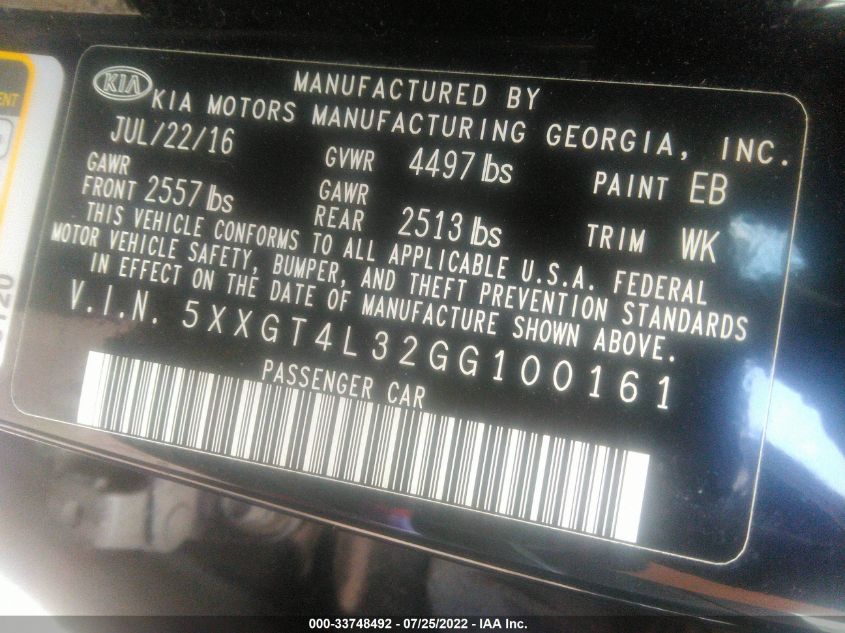 KIA
MANUFACTURED BY
KIA MOTORS MANUFACTURING GEORGIA, INC.
JUL/22/16 GVWR 4497 lbs PAINT EB
GAWR FRONT 2557 lbs GAWR REAR 2513 lbs TRIM WK
THIS VEHICLE CONFORMS TO ALL APPLICABLE U.S.A. FEDERAL
MOTOR VEHICLE SAFETY, BUMPER, AND THEFT PREVENTION STANDARDS
IN EFFECT ON THE DATE OF MANUFACTURE SHOWN ABOVE.
V.I.N. 5XXGT4L32GG100161
PASSENGER CAR
000-33748492 - 07/25/2022 - IAA Inc.